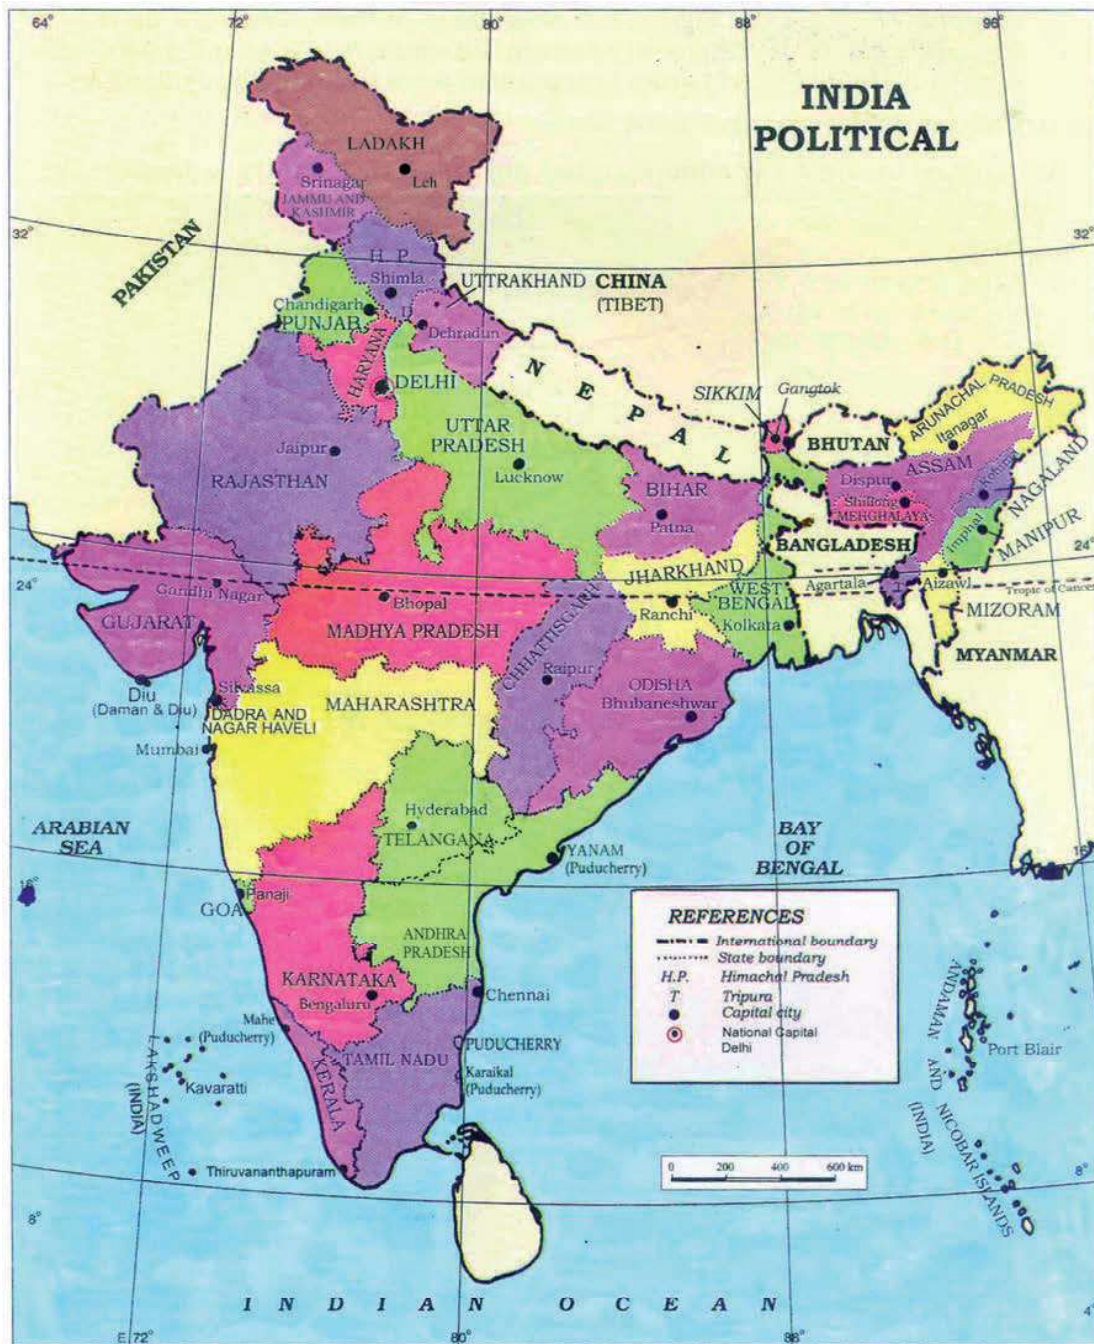 64°
72°
80°
88°
96°
INDIA
POLITICAL
LADAKH
Leh
Srinagar
JAMMU AND
KASHMIR
32°
32°
PAKISTAN
H. P.
Shimla
UTTRAKHAND
CHINA
(TIBET)
Chandigarh
PUNJAB
D
Dehradun
HARYANA
DELHI
NEPAL
SIKKIM
Gangtok
ARUNACHAL PRADESH
Itanagar
UTTAR
PRADESH
Lucknow
BHUTAN
Jaipur
RAJASTHAN
ASSAM
Dispur
Kohima
NAGALAND
BIHAR
Patna
Shillong
MEHGHALAYA
Imphal
MANIPUR
BANGLADESH
24°
24°
JHARKHAND
Ranchi
WEST
BENGAL
Kolkata
Agartala
T
Aizawl
Tropic of Cancer
MIZORAM
Gandhi Nagar
GUJARAT
Bhopal
MADHYA PRADESH
CHHATTISGARH
Raipur
MYANMAR
ODISHA
Bhubaneshwar
Diu
(Daman & Diu)
Silvassa
DADRA AND
NAGAR HAVELI
MAHARASHTRA
Mumbai
Hyderabad
TELANGANA
ARABIAN
SEA
BAY
OF
BENGAL
YANAM
(Puducherry)
16°
16°
Panaji
GOA
ANDHRA
PRADESH
KARNATAKA
Bengaluru
Chennai
REFERENCES
International boundary
State boundary
H.P. Himachal Pradesh
T Tripura
Capital city
National Capital
Delhi
Mahe
(Puducherry)
TAMIL NADU
PUDUCHERRY
Karaikal
(Puducherry)
KERALA
LAKSHADWEEP
(INDIA)
Kavaratti
Thiruvananthapuram
Port Blair
ANDAMAN AND
NICOBAR ISLANDS
(INDIA)
0 200 400 600 km
8°
8°
INDIAN OCEAN
4°
E 72°
80°
88°